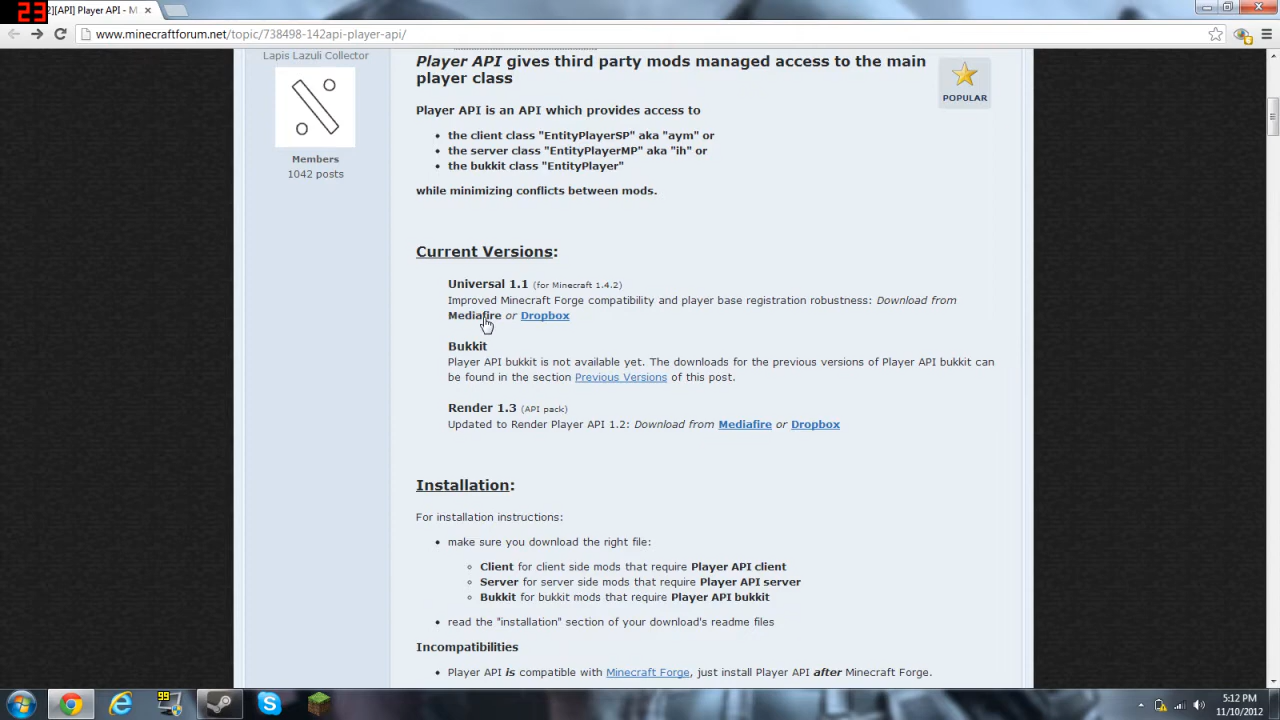 23
][API] Player API - M
www.minecraftforum.net/topic/738498-142api-player-api/
Lapis Lazuli Collector
Members
1042 posts
Player API gives third party mods managed access to the main
player class
POPULAR
Player API is an API which provides access to
• the client class "EntityPlayerSP" aka "aym" or
• the server class "EntityPlayerMP" aka "ih" or
• the bukkit class "EntityPlayer"
while minimizing conflicts between mods.
Current Versions:
Universal 1.1 (for Minecraft 1.4.2)
Improved Minecraft Forge compatibility and player base registration robustness: Download from
Mediafire or Dropbox
Bukkit
Player API bukkit is not available yet. The downloads for the previous versions of Player API bukkit can
be found in the section Previous Versions of this post.
Render 1.3 (API pack)
Updated to Render Player API 1.2: Download from Mediafire or Dropbox
Installation:
For installation instructions:
• make sure you download the right file:
Client for client side mods that require Player API client
Server for server side mods that require Player API server
Bukkit for bukkit mods that require Player API bukkit
• read the "installation" section of your download's readme files
Incompatibilities
• Player API is compatible with Minecraft Forge, just install Player API after Minecraft Forge.
99
5:12 PM
11/10/2012